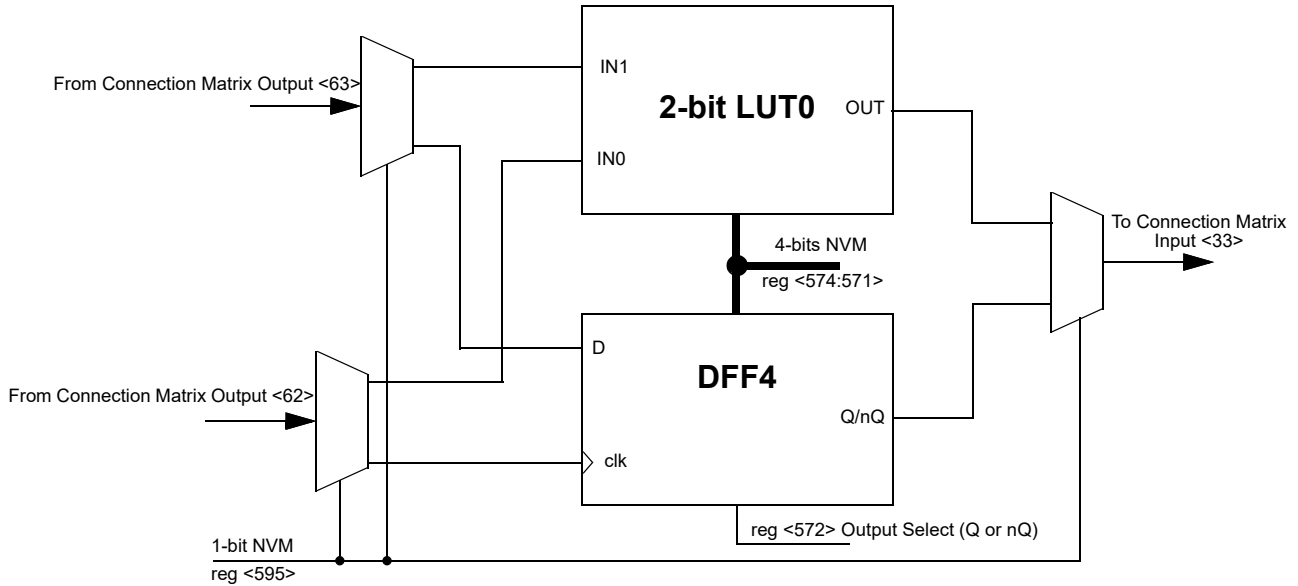 From Connection Matrix Output <63>
IN1
2-bit LUT0
OUT
IN0
To Connection Matrix
Input <33>
4-bits NVM
reg <574:571>
D
DFF4
From Connection Matrix Output <62>
Q/nQ
clk
reg <572> Output Select (Q or nQ)
1-bit NVM
reg <595>